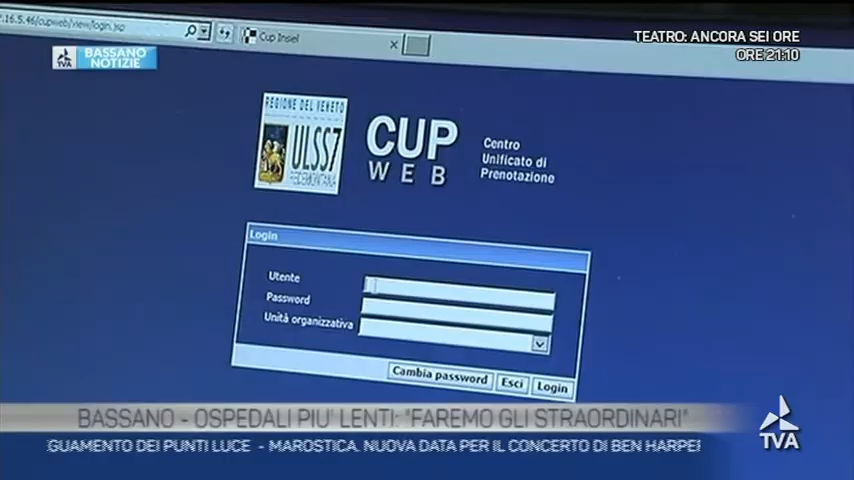 .16.5.46/cupweb/view/login.jsp
Cup Insiel
TEATRO: ANCORA SEI ORE
ORE 21:10
TVA
BASSANO
NOTIZIE
REGIONE DEL VENETO
ULSS7
PEDEMONTANA
CUP
WEB
Centro
Unificato di
Prenotazione
Login
Utente
Password
Unità organizzativa
Cambia password
Esci
Login
BASSANO - OSPEDALI PIU' LENTI: "FAREMO GLI STRAORDINARI"
GUAMENTO DEI PUNTI LUCE - MAROSTICA. NUOVA DATA PER IL CONCERTO DI BEN HARPE
TVA